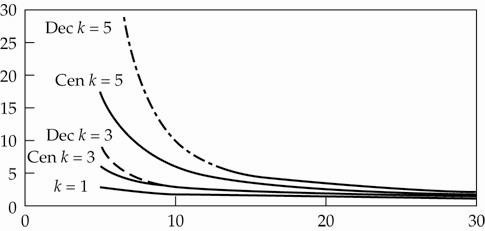 30
Dec k = 5
25
20
Cen k = 5
15
10
Dec k = 3
Cen k = 3
5
k = 1
0
0 10 20 30